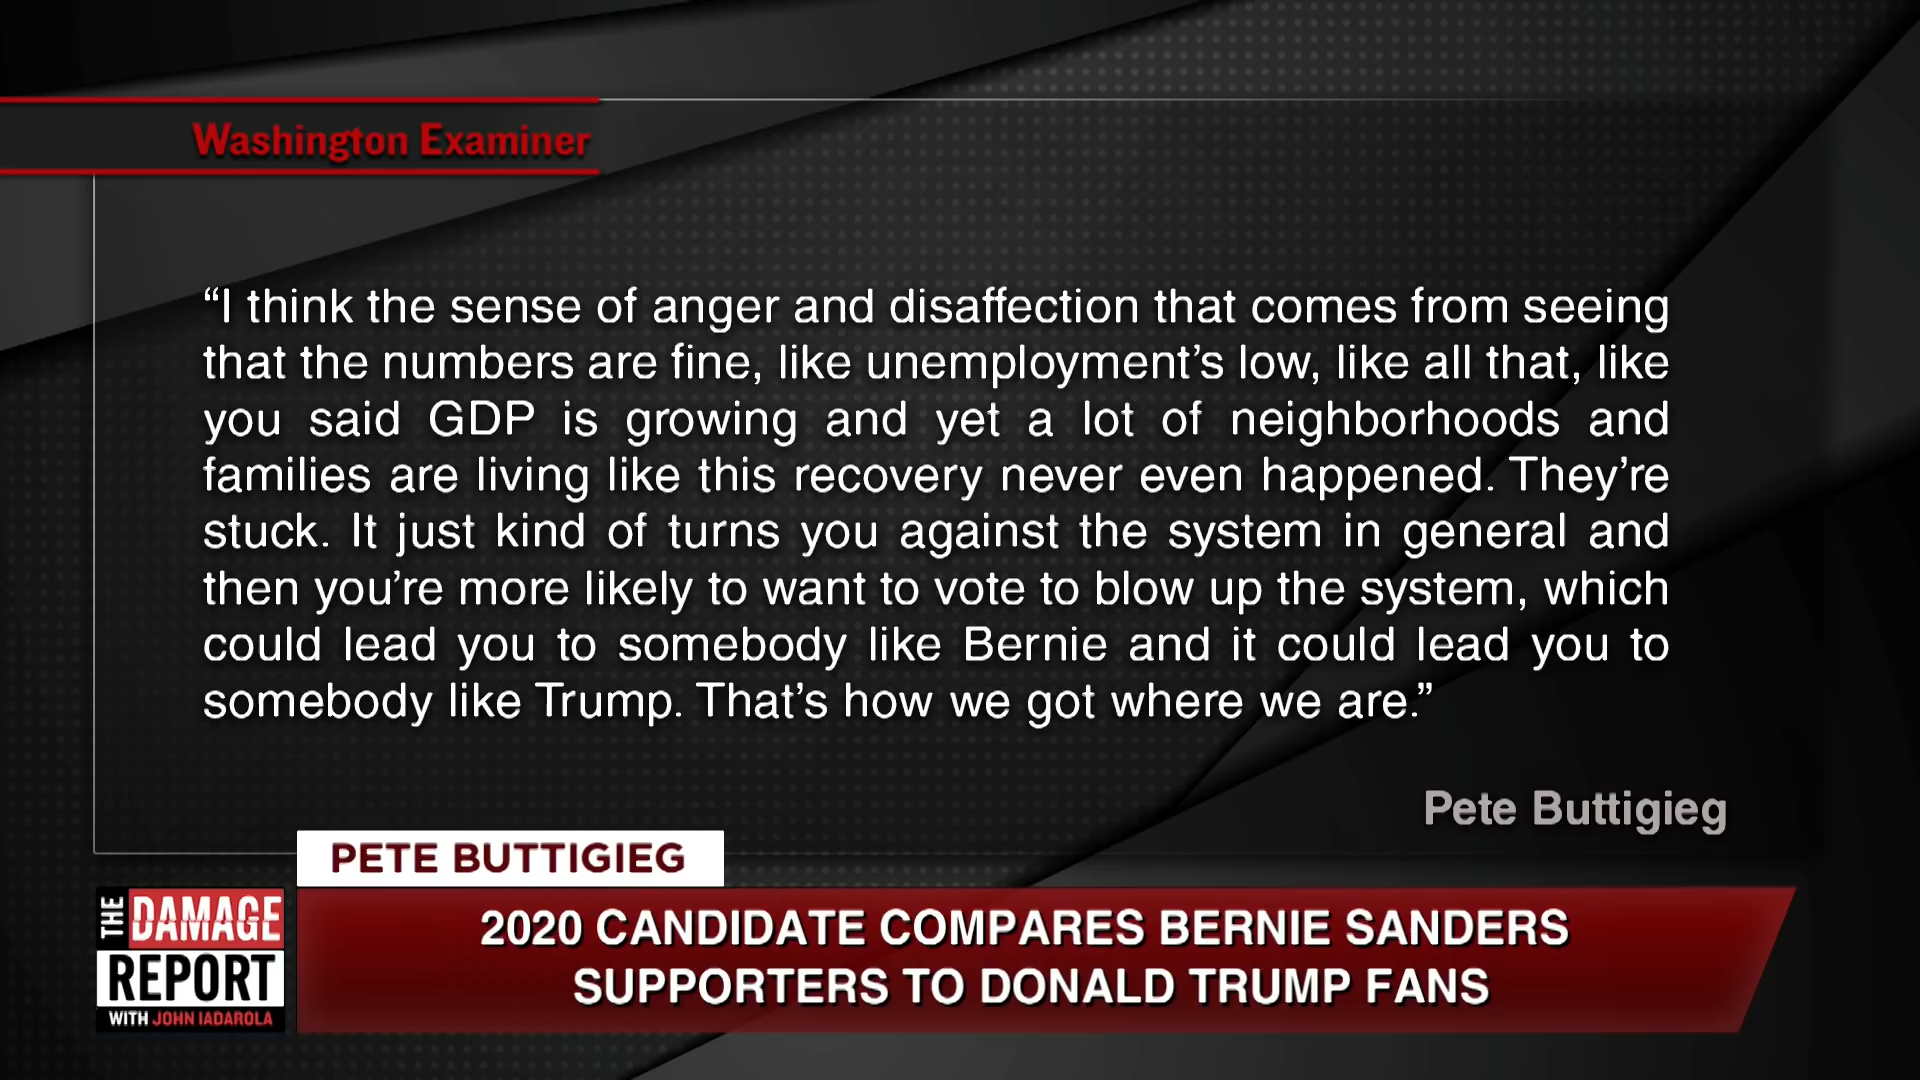 Washington Examiner
“I think the sense of anger and disaffection that comes from seeing
that the numbers are fine, like unemployment’s low, like all that, like
you said GDP is growing and yet a lot of neighborhoods and
families are living like this recovery never even happened. They’re
stuck. It just kind of turns you against the system in general and
then you’re more likely to want to vote to blow up the system, which
could lead you to somebody like Bernie and it could lead you to
somebody like Trump. That’s how we got where we are.”
Pete Buttigieg
PETE BUTTIGIEG
2020 CANDIDATE COMPARES BERNIE SANDERS
SUPPORTERS TO DONALD TRUMP FANS
THE DAMAGE
REPORT
WITH JOHN IADAROLA